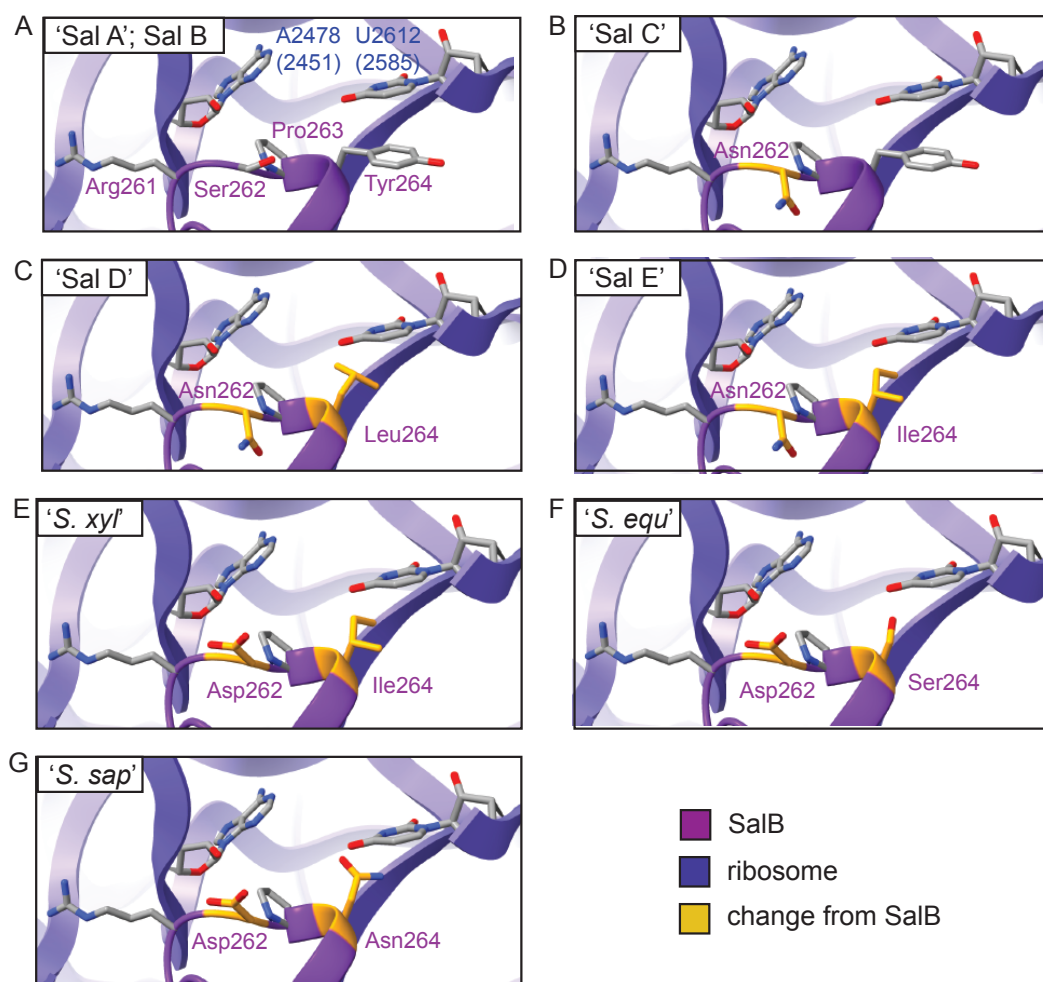 A
'Sal A'; Sal B
A2478 U2612
(2451) (2585)
Pro263
Arg261 Ser262 Tyr264
B
'Sal C'
Asn262
C
'Sal D'
Asn262
Leu264
D
'Sal E'
Asn262
Ile264
E
'S. xyl'
Asp262 Ile264
F
'S. equ'
Asp262 Ser264
G
'S. sap'
Asp262 Asn264
SalB
ribosome
change from SalB